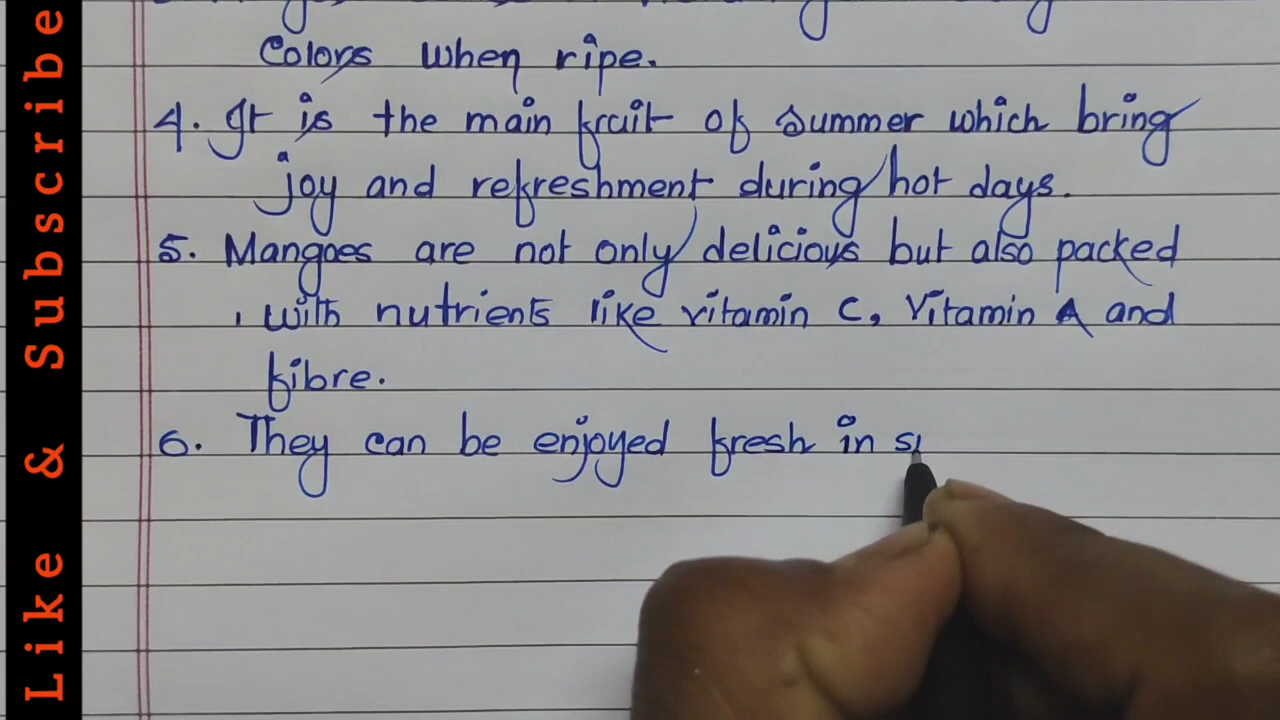 Colors when ripe.
4. It is the main fruit of summer which bring
joy and refreshment during hot days.
5. Mangoes are not only delicious but also packed
with nutrients like vitamin C, Vitamin A and
fibre.
6. They can be enjoyed fresh in
Like & Subscribe